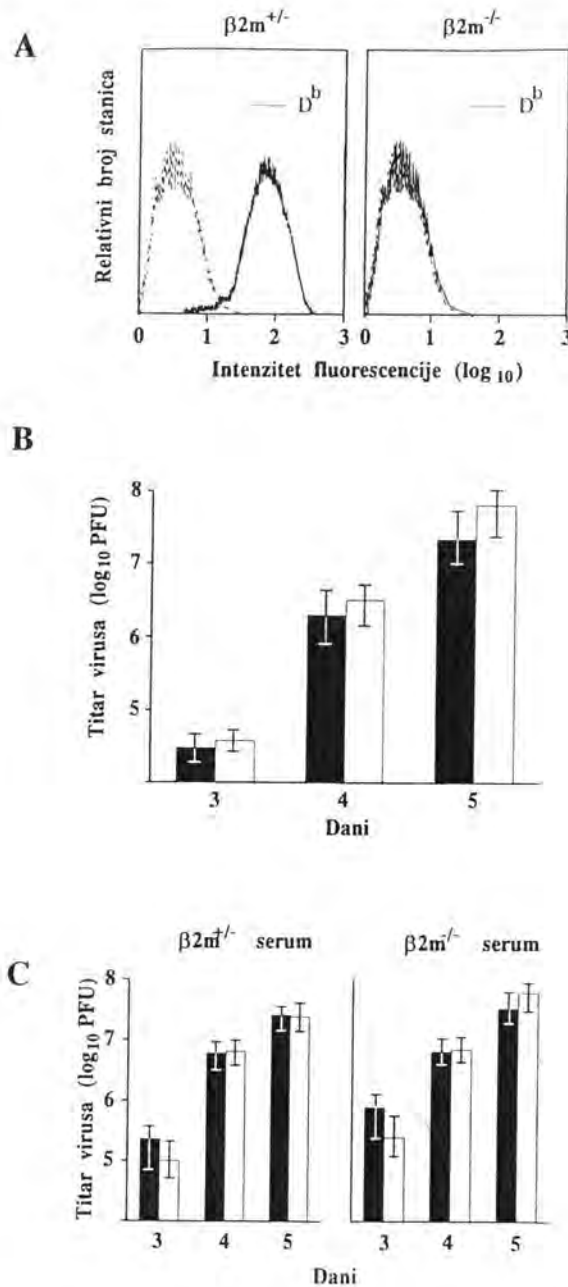 A
β2m+/-
β2m-/-
Relativni broj stanica
D b
D b
0 1 2 3
0 1 2 3
Intenzitet fluorescencije (log 10)
B
Titar virusa (log10 PFU)
8
7
6
5
3 4 5
Dani
C
β2m+/- serum
β2m-/- serum
Titar virusa (log10 PFU)
8
7
6
5
3 4 5
3 4 5
Dani